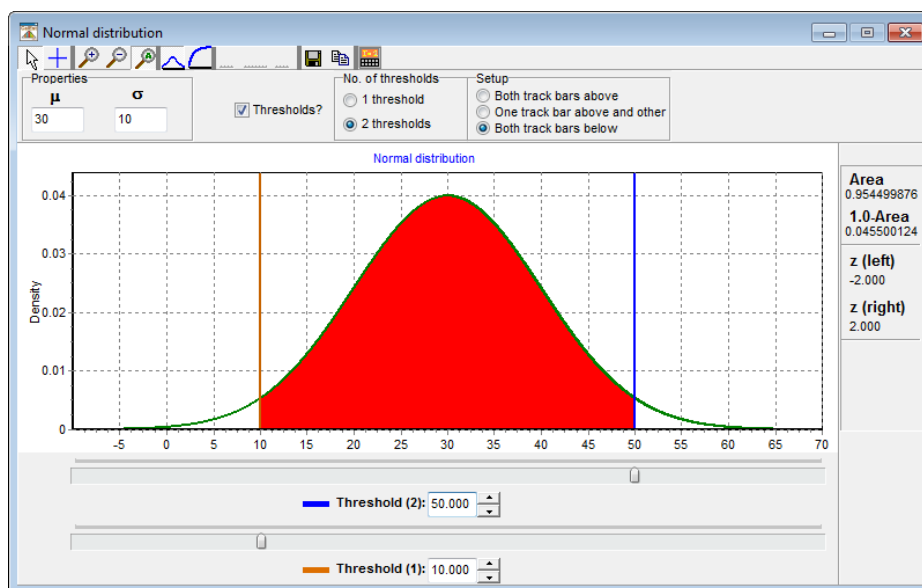 Normal distribution
Properties
μ
σ
30
10
Thresholds?
No. of thresholds
1 threshold
2 thresholds
Setup
Both track bars above
One track bar above and other
Both track bars below
Normal distribution
Density
0.04
0.03
0.02
0.01
0
-5 0 5 10 15 20 25 30 35 40 45 50 55 60 65 70
Area
0.954499876
1.0-Area
0.045500124
z (left)
-2.000
z (right)
2.000
Threshold (2): 50.000
Threshold (1): 10.000